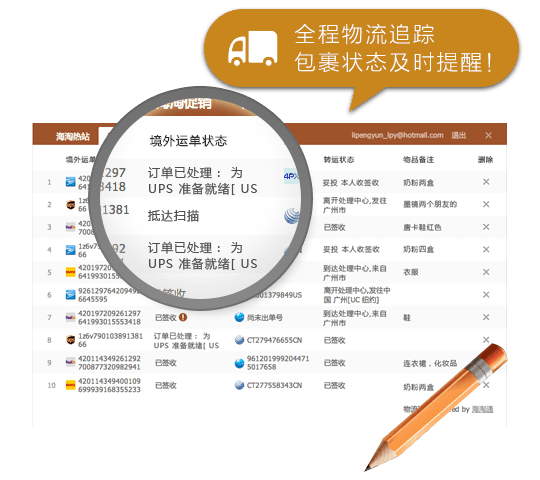 全程物流追踪
包裹状态及时提醒！
海淘促销
海淘热站
lipengyun_lpy@hotmail.com 退出 ×
境外运单
境外运单状态
转运状态 物品备注 删除
1 420
641
297
3418
订单已处理： 为
UPS 准备就绪[ US
4PX
妥投 本人收签收 奶粉两盒 ×
2 1z6
66
1381
抵达扫描
离开处理中心,发往
广州市
墨镜两个朋友的 ×
3 420
7008
已签收 唐卡鞋红色 ×
4 1z6v79
66
92
订单已处理： 为
UPS 准备就绪[ US
妥投 本人收签收 奶粉四盒 ×
5 4201972092
641993015
到达处理中心,来自
广州市
衣服 ×
6 926129764209492
6645595
签收
001379849US
离开处理中心,发往中
国 广州[UC 纽约]
×
7 420197209261297
641993015553418
已签收 尚未出单号
到达处理中心,来自
广州市
鞋 ×
8 1z6v790103891381
66
订单已处理： 为
UPS 准备就绪[ US
CT279476655CN 已签收 ×
9 420114349261292
700877320982941
已签收
961201999204471
5017658
已签收 连衣裙，化妆品
10 420114349400109
699939168355233
已签收 CT277558343CN 已签收 奶粉两盒 ×
物流
ed by 海淘通